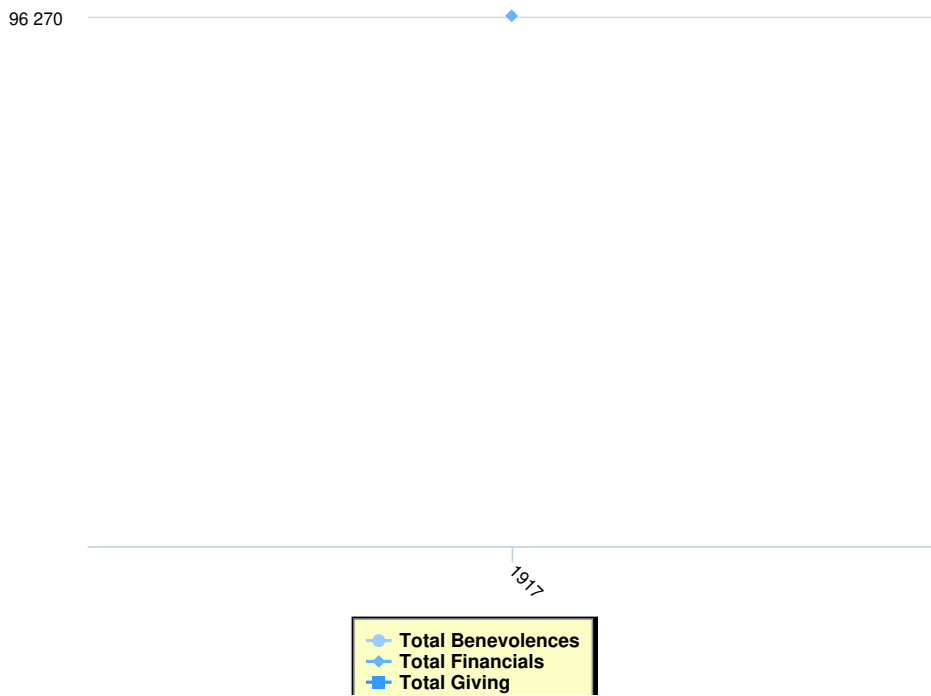 96 270
1917
Total Benevolences
Total Financials
Total Giving